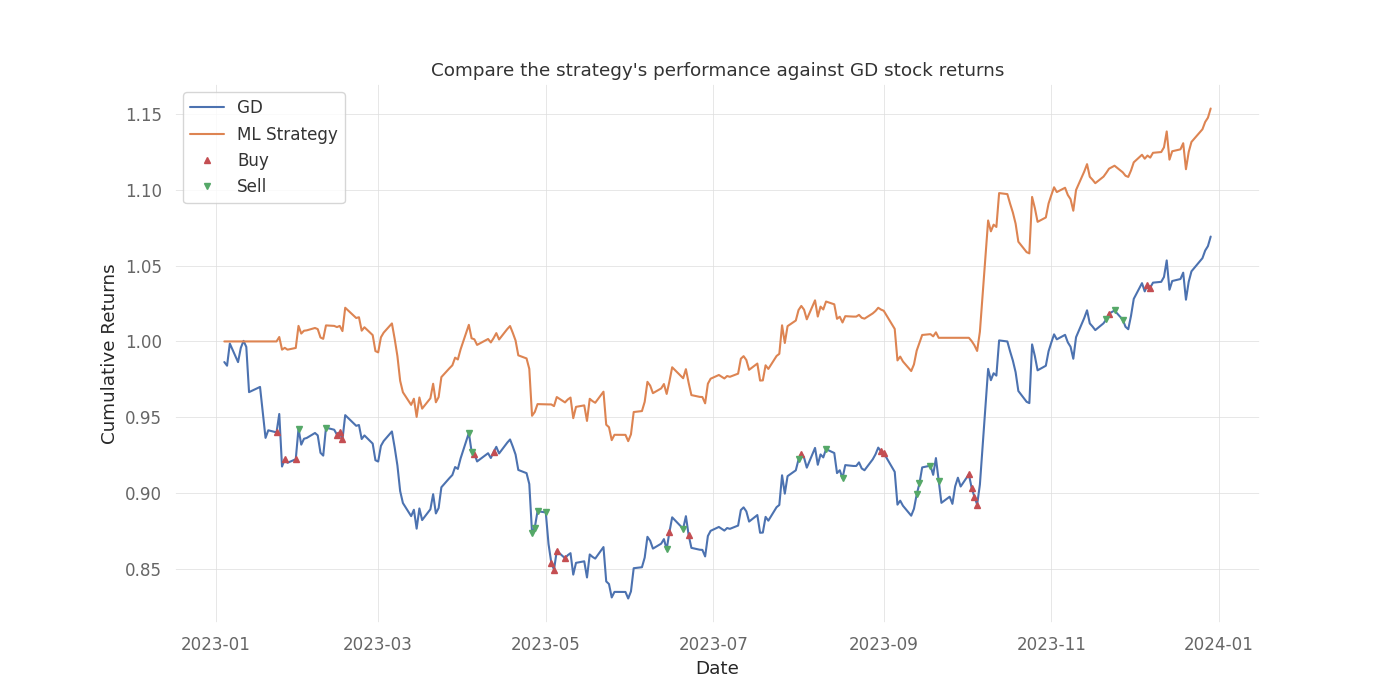 Compare the strategy's performance against GD stock returns
GD
ML Strategy
Buy
Sell
Cumulative Returns
1.15
1.10
1.05
1.00
0.95
0.90
0.85
2023-01
2023-03
2023-05
2023-07
2023-09
2023-11
2024-01
Date